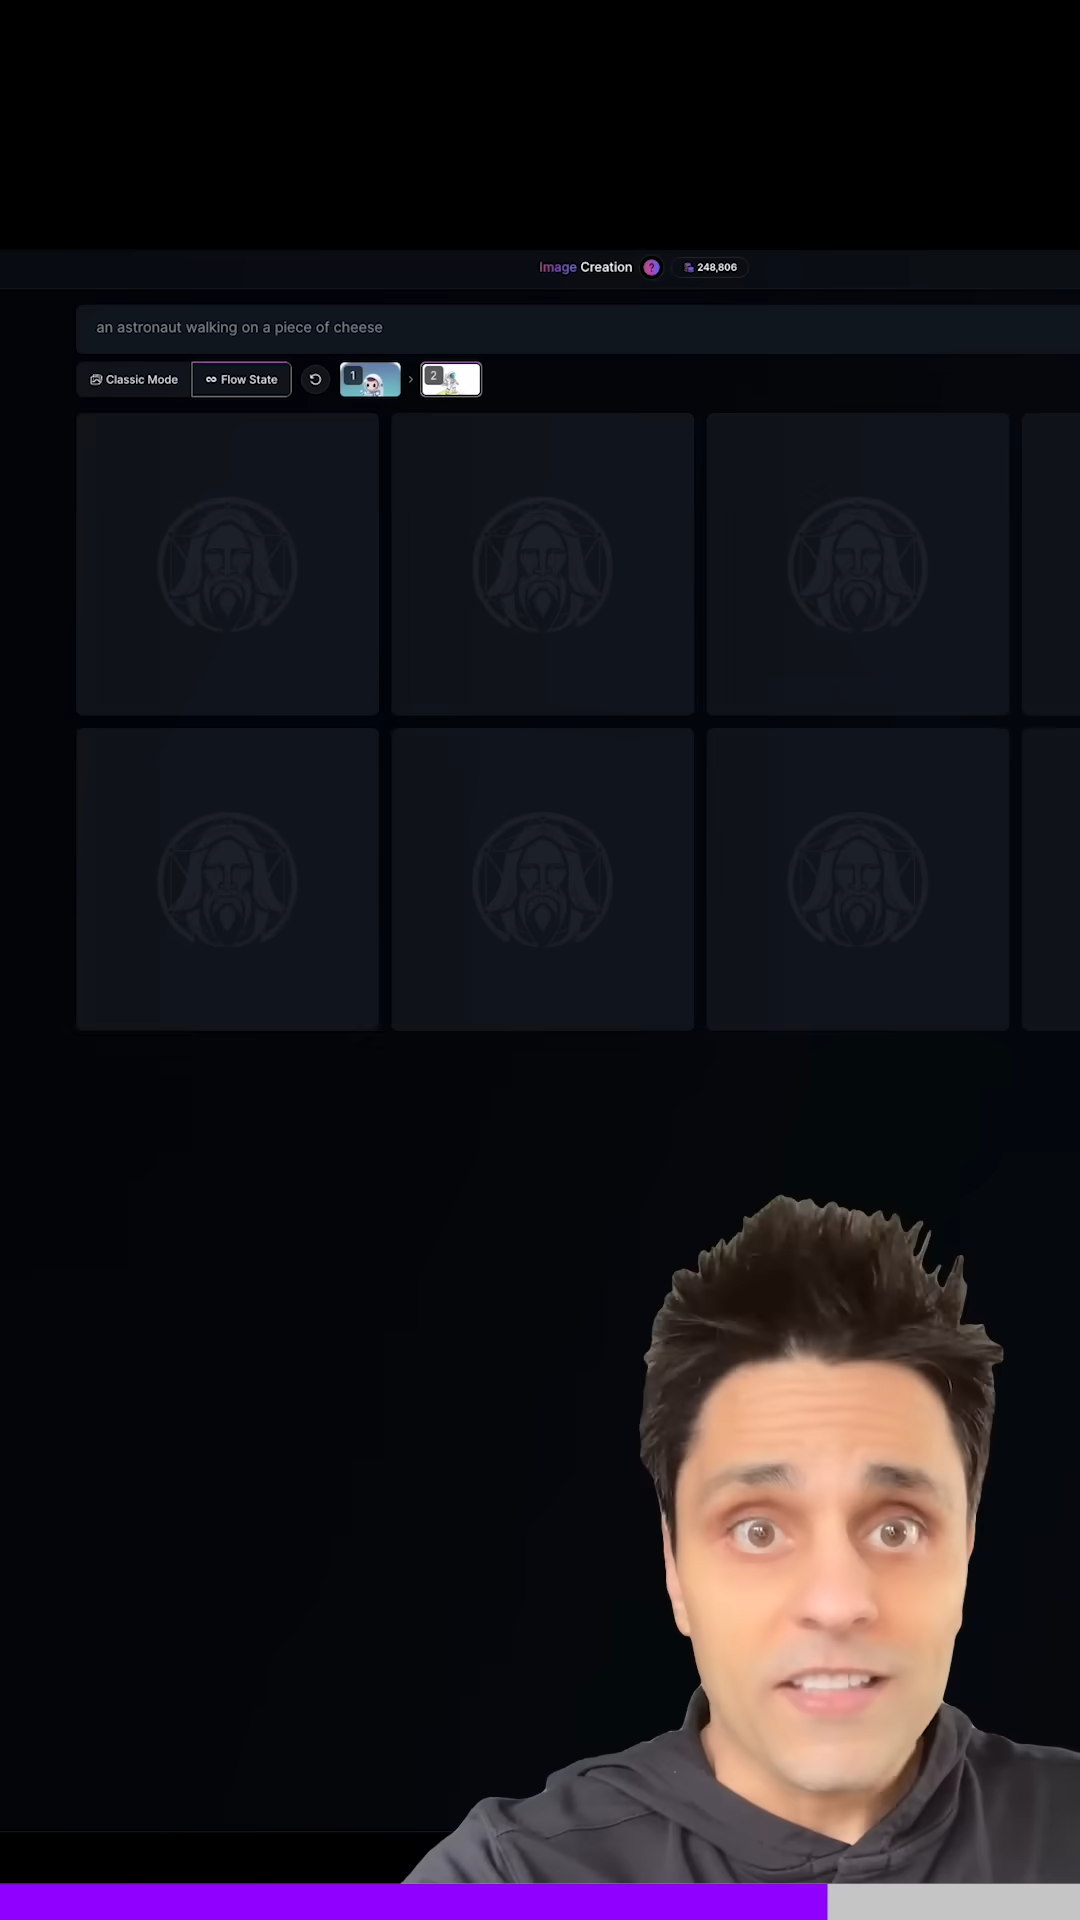 Image Creation ? 248,806
an astronaut walking on a piece of cheese
Classic Mode Flow State 1 2